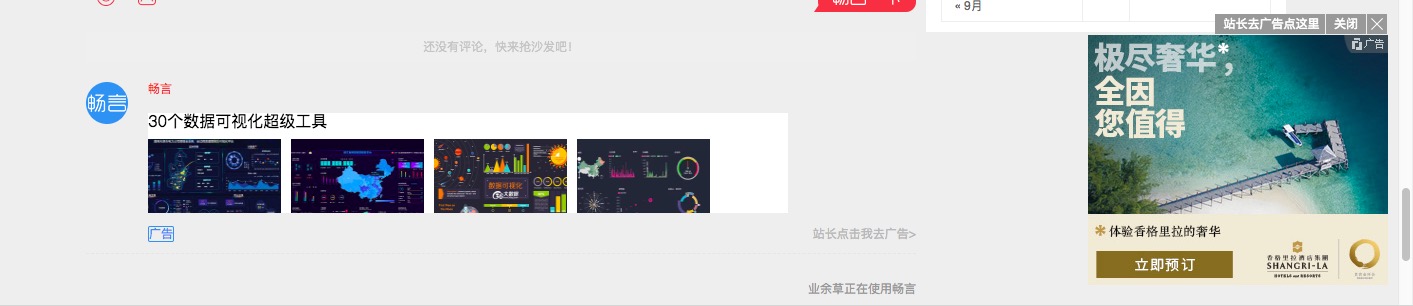 « 9月
站长去广告点这里 关闭
还没有评论，快来抢沙发吧！
广告
极尽奢华*，
全因
您值得
畅言
畅言
30个数据可视化超级工具
数据可视化
大数据
广告
站长点击我去广告>
* 体验香格里拉的奢华
立即预订
香格里拉酒店集團
SHANGRI-LA
HOTELS and RESORTS
业余草正在使用畅言